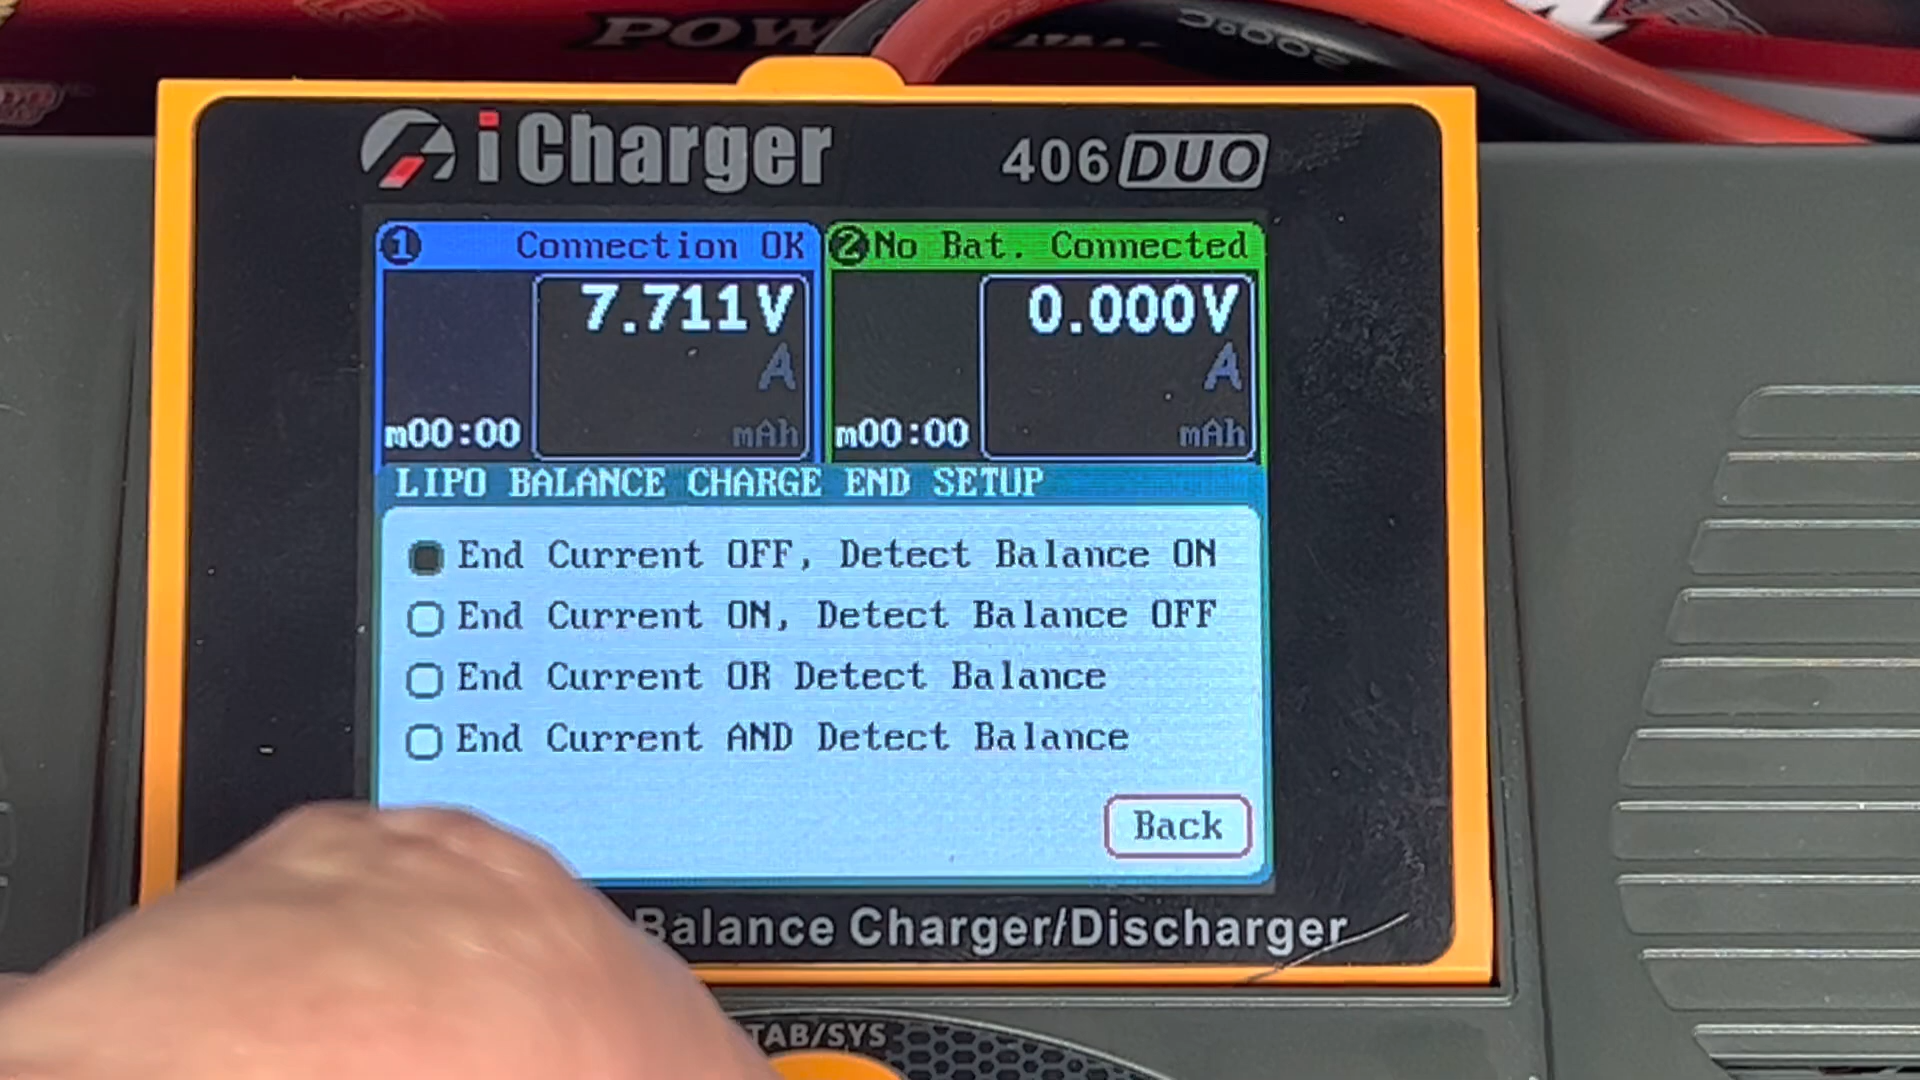 POW
iCharger
406 DUO
1 Connection OK
7.711V
A
m00:00
mAh
2 No Bat. Connected
0.000V
A
m00:00
mAh
LIPO BALANCE CHARGE END SETUP
End Current OFF, Detect Balance ON
End Current ON, Detect Balance OFF
End Current OR Detect Balance
End Current AND Detect Balance
Back
Balance Charger/Discharger
TAB/SYS